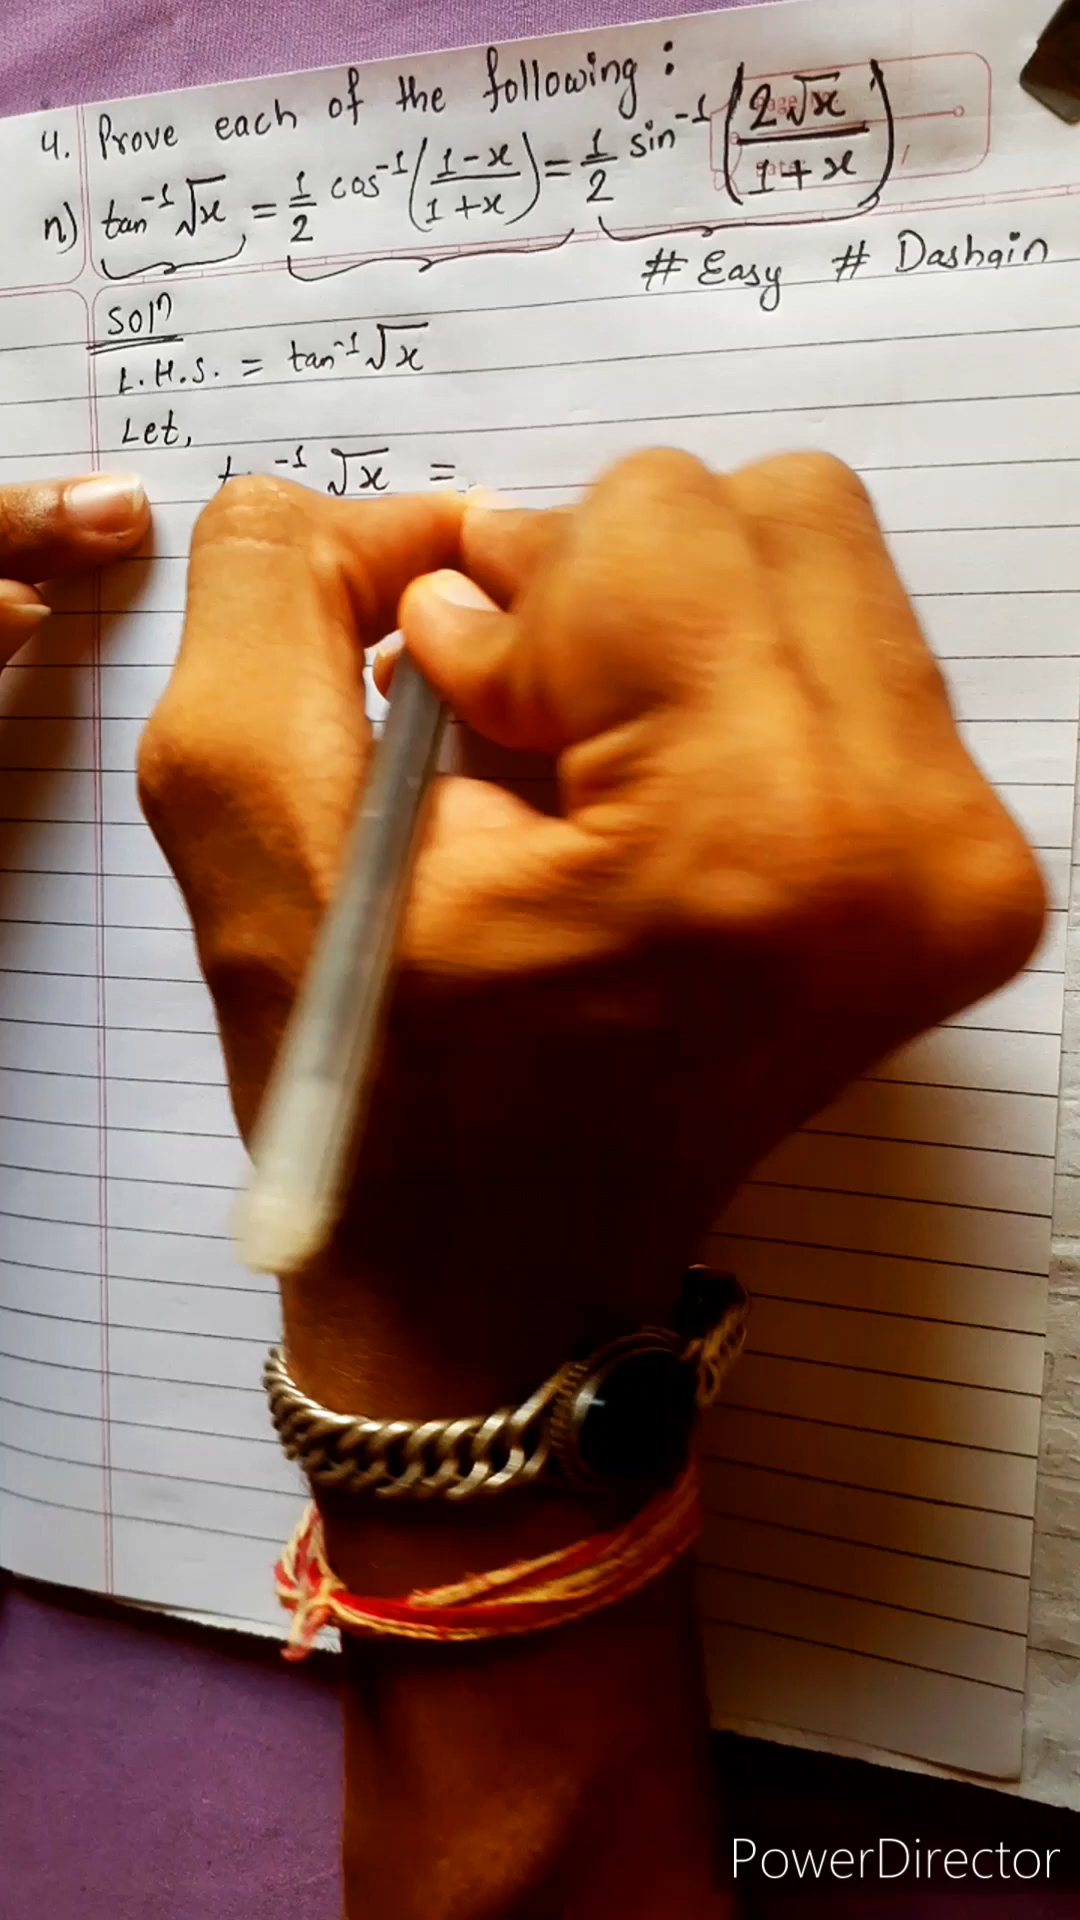 4. Prove each of the following :
n) tan⁻¹√x = 1/2 cos⁻¹((1-x)/(1+x)) = 1/2 sin⁻¹(2√x/(1+x))
# Easy # Dashain
Solⁿ
L.H.S. = tan⁻¹√x
Let,
⁻¹ √x =
PowerDirector